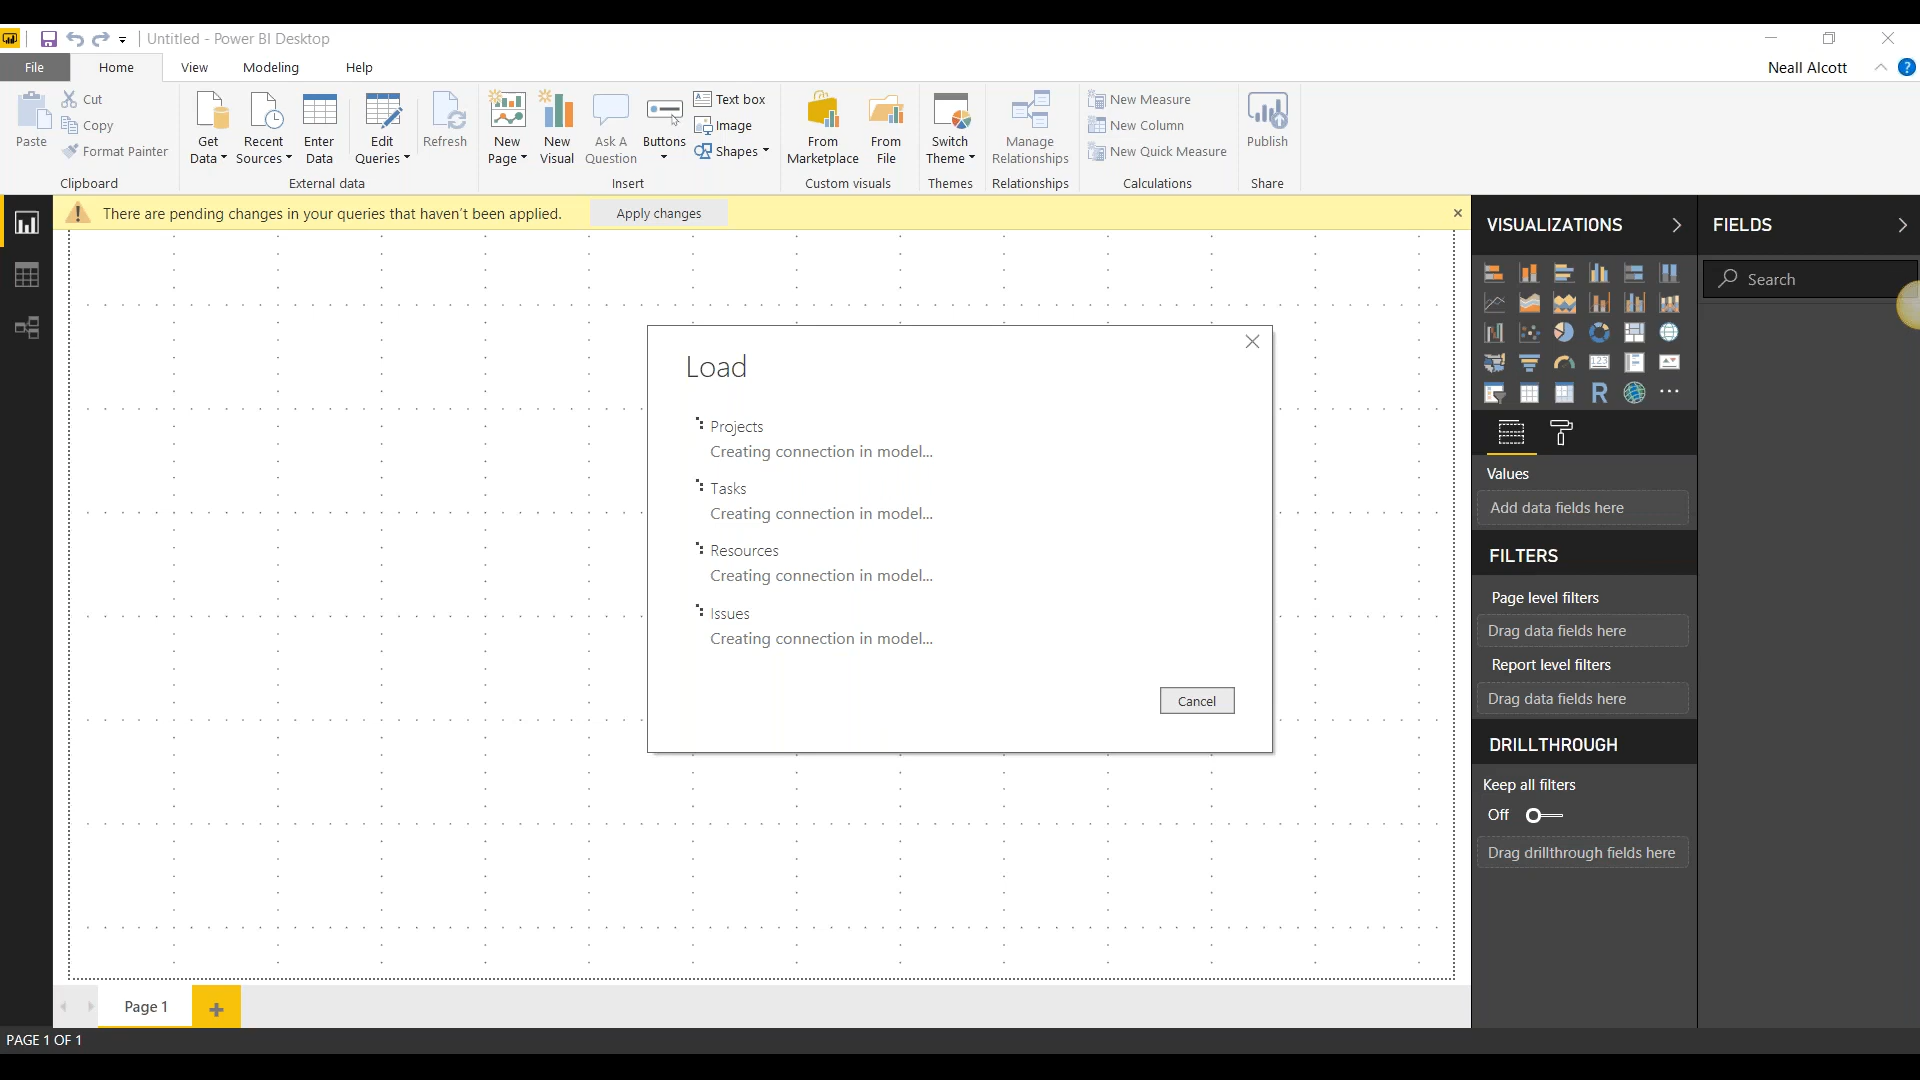 Untitled - Power BI Desktop
File
Home
View
Modeling
Help
Neall Alcott
?
Paste
Cut
Copy
Format Painter
Clipboard
Get Data
Recent Sources
Enter Data
Edit Queries
Refresh
External data
New Page
New Visual
Ask A Question
Buttons
Text box
Image
Shapes
Insert
From Marketplace
From File
Custom visuals
Switch Theme
Themes
Manage Relationships
Relationships
New Measure
New Column
New Quick Measure
Calculations
Publish
Share
There are pending changes in your queries that haven't been applied.
Apply changes
Load
Projects
Creating connection in model...
Tasks
Creating connection in model...
Resources
Creating connection in model...
Issues
Creating connection in model...
Cancel
VISUALIZATIONS
123
R
Values
Add data fields here
FILTERS
Page level filters
Drag data fields here
Report level filters
Drag data fields here
DRILLTHROUGH
Keep all filters
Off
Drag drillthrough fields here
FIELDS
Search
Page 1
PAGE 1 OF 1